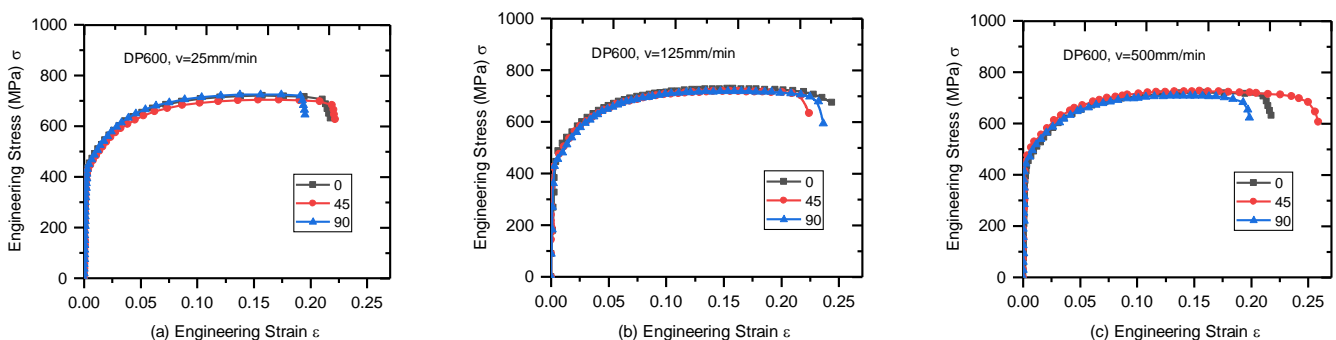 1000
800
600
400
200
0
Engineering Stress (MPa) σ
DP600, v=25mm/min
0
45
90
0.00 0.05 0.10 0.15 0.20 0.25
(a) Engineering Strain ε
1000
800
600
400
200
0
Engineering Stress (MPa) σ
DP600, v=125mm/min
0
45
90
0.00 0.05 0.10 0.15 0.20 0.25
(b) Engineering Strain ε
1000
800
600
400
200
0
Engineering Stress (MPa) σ
DP600, v=500mm/min
0
45
90
0.00 0.05 0.10 0.15 0.20 0.25
(c) Engineering Strain ε